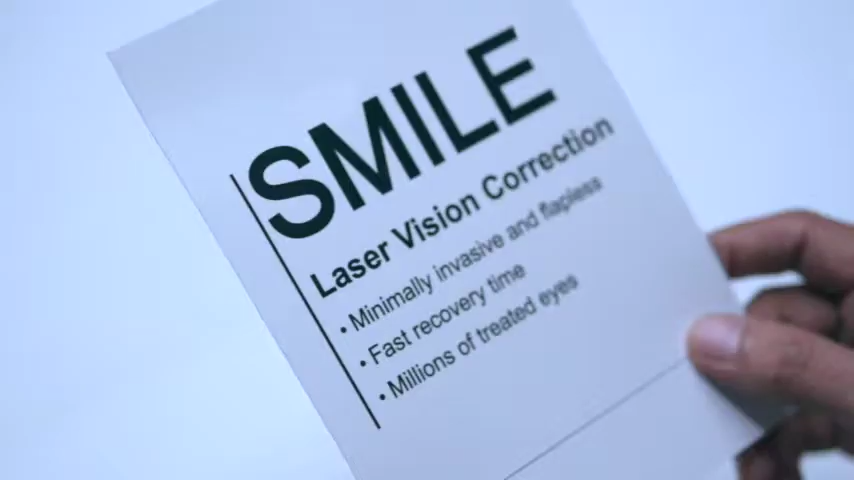 SMILE
Laser Vision Correction
• Minimally invasive and flapless
• Fast recovery time
• Millions of treated eyes